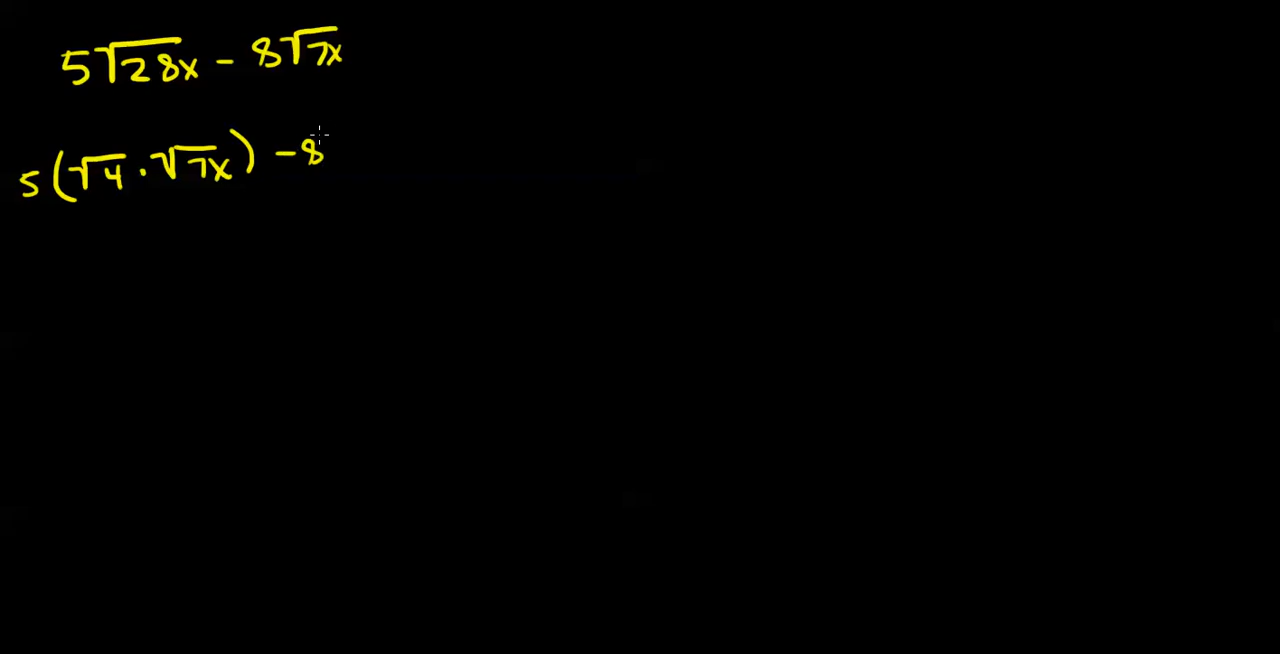 5√28x - 8√7x
5(√4 · √7x) - 8